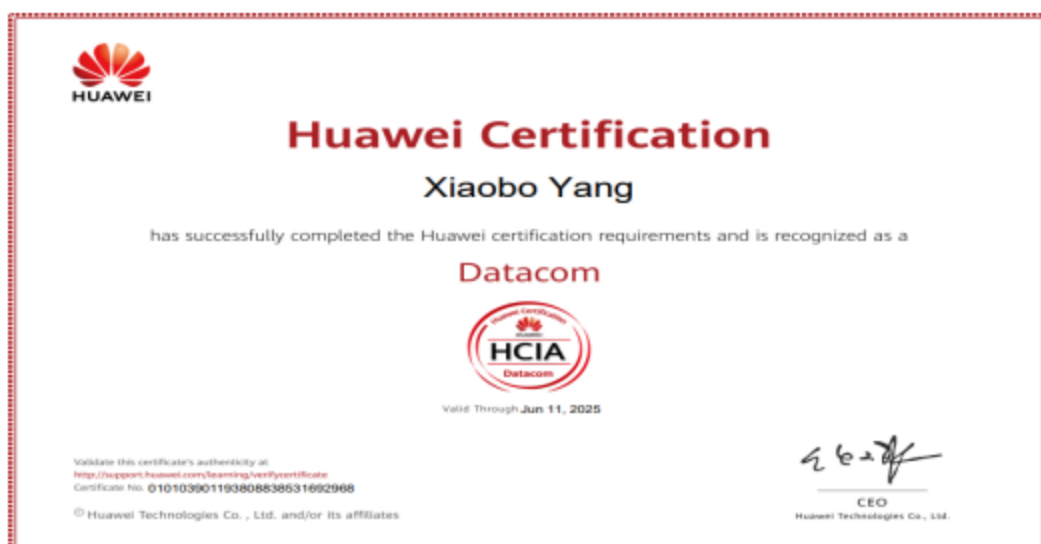 HUAWEI
Huawei Certification
Xiaobo Yang
has successfully completed the Huawei certification requirements and is recognized as a
Datacom
Huawei Certification
HUAWEI
HCIA
Datacom
Valid Through Jun 11, 2025
Validate this certificate's authenticity at
http://support.huawei.com/learning/verifycertificate
Certificate No. 010103901193808838531692968
© Huawei Technologies Co. , Ltd. and/or its affiliates
CEO
Huawei Technologies Co., Ltd.